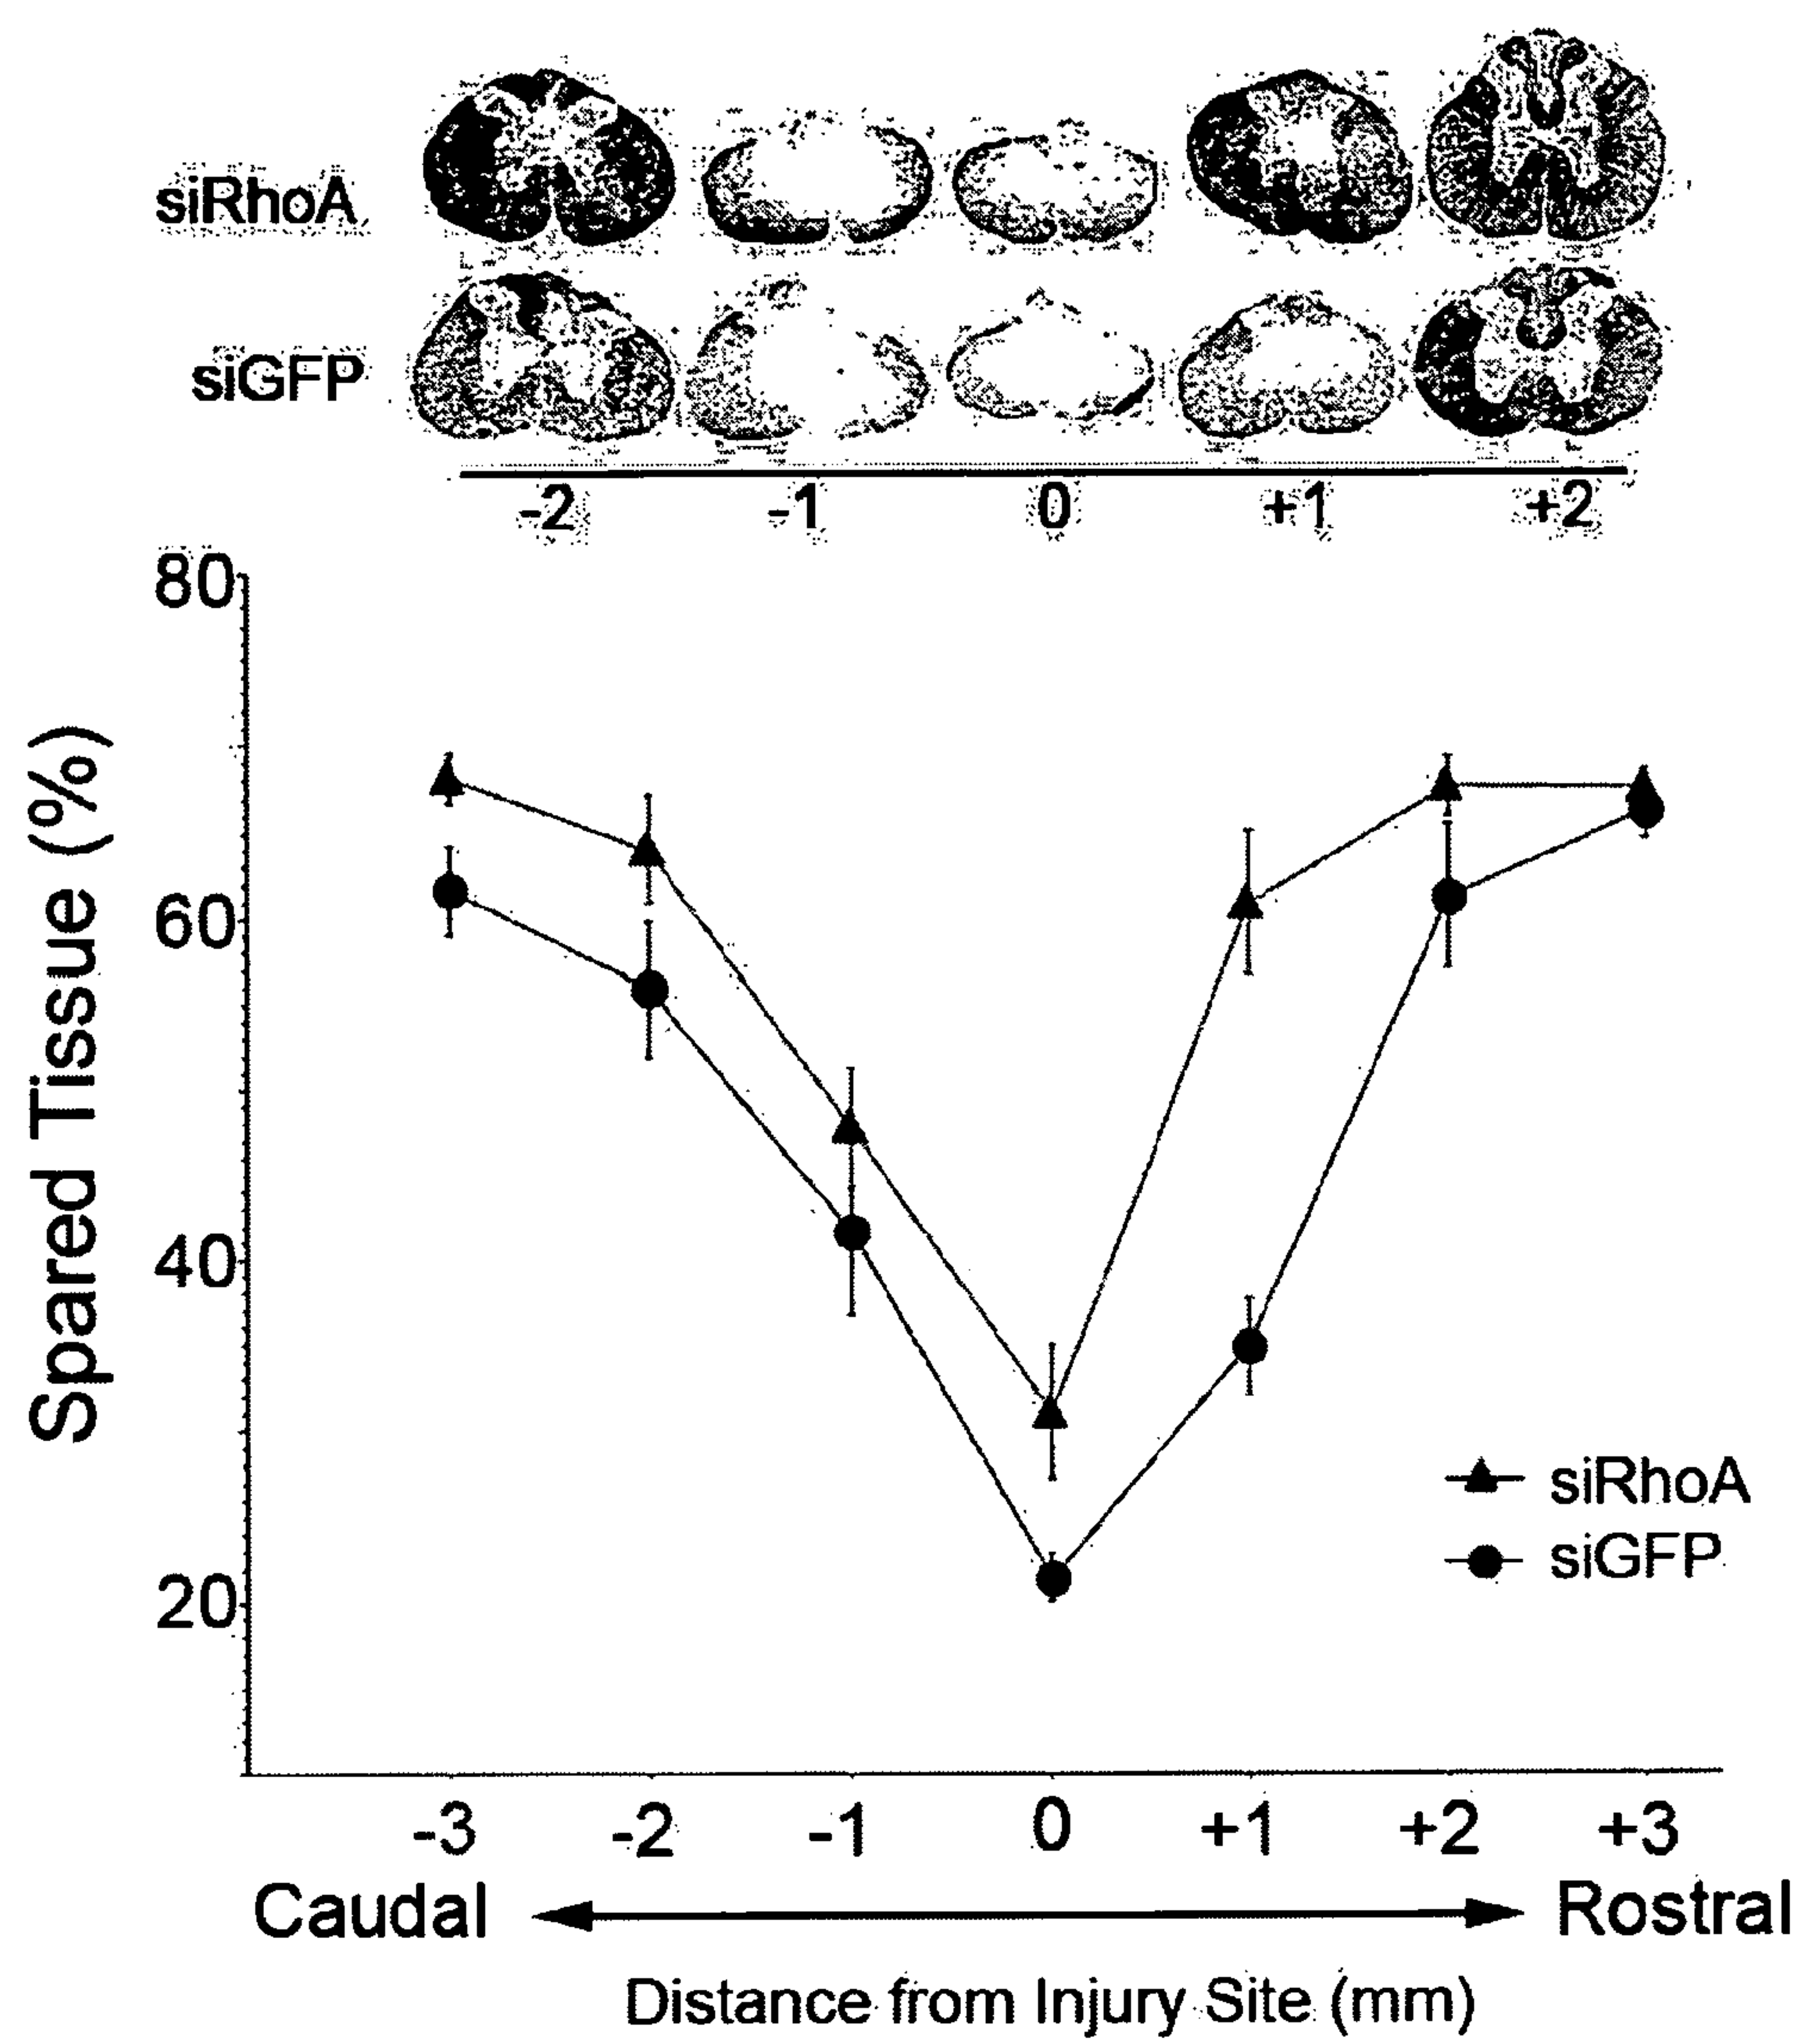 siRhoA
siGFP
-2 -1 0 +1 +2
80
60
40
20
Spared Tissue (%)
siRhoA
siGFP
-3 -2 -1 0 +1 +2 +3
Caudal Rostral
Distance from Injury Site (mm)